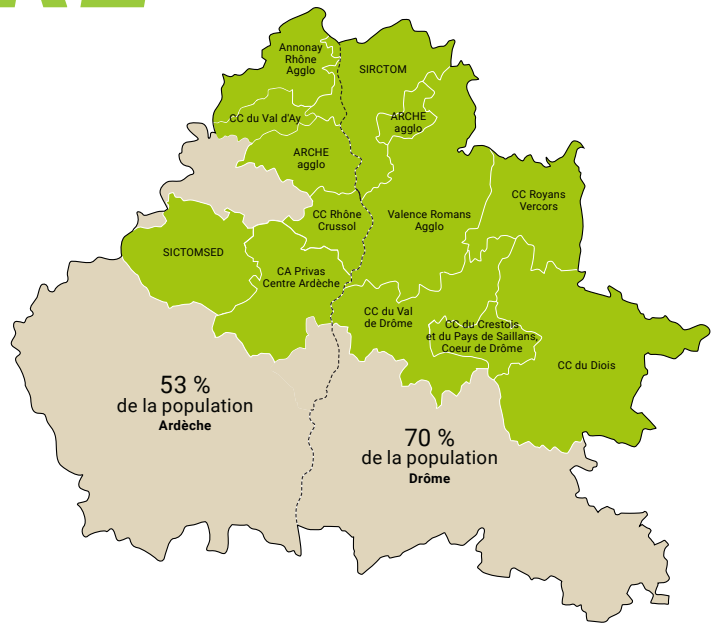 Annonay
Rhône
Agglo
SIRCTOM
CC du Val d'Ay
ARCHE
agglo
ARCHE
agglo
CC Royans
Vercors
CC Rhône
Crussol
Valence Romans
Agglo
SICTOMSED
CA Privas
Centre Ardèche
CC du Val
de Drôme
CC du Crestois
et du Pays de Saillans,
Coeur de Drôme
CC du Diois
53 %
de la population
Ardèche
70 %
de la population
Drôme